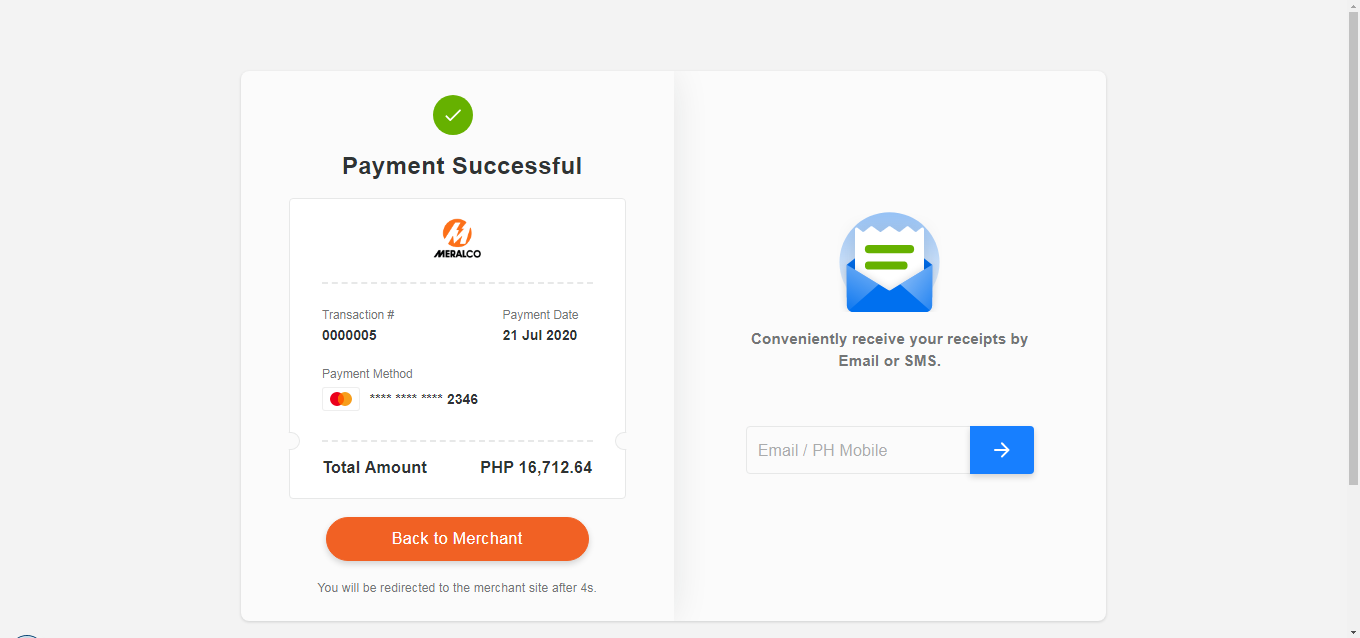 Payment Successful
MERALCO
Transaction #
0000005
Payment Date
21 Jul 2020
Payment Method
**** **** **** 2346
Total Amount
PHP 16,712.64
Back to Merchant
You will be redirected to the merchant site after 4s.
Conveniently receive your receipts by
Email or SMS.
Email / PH Mobile